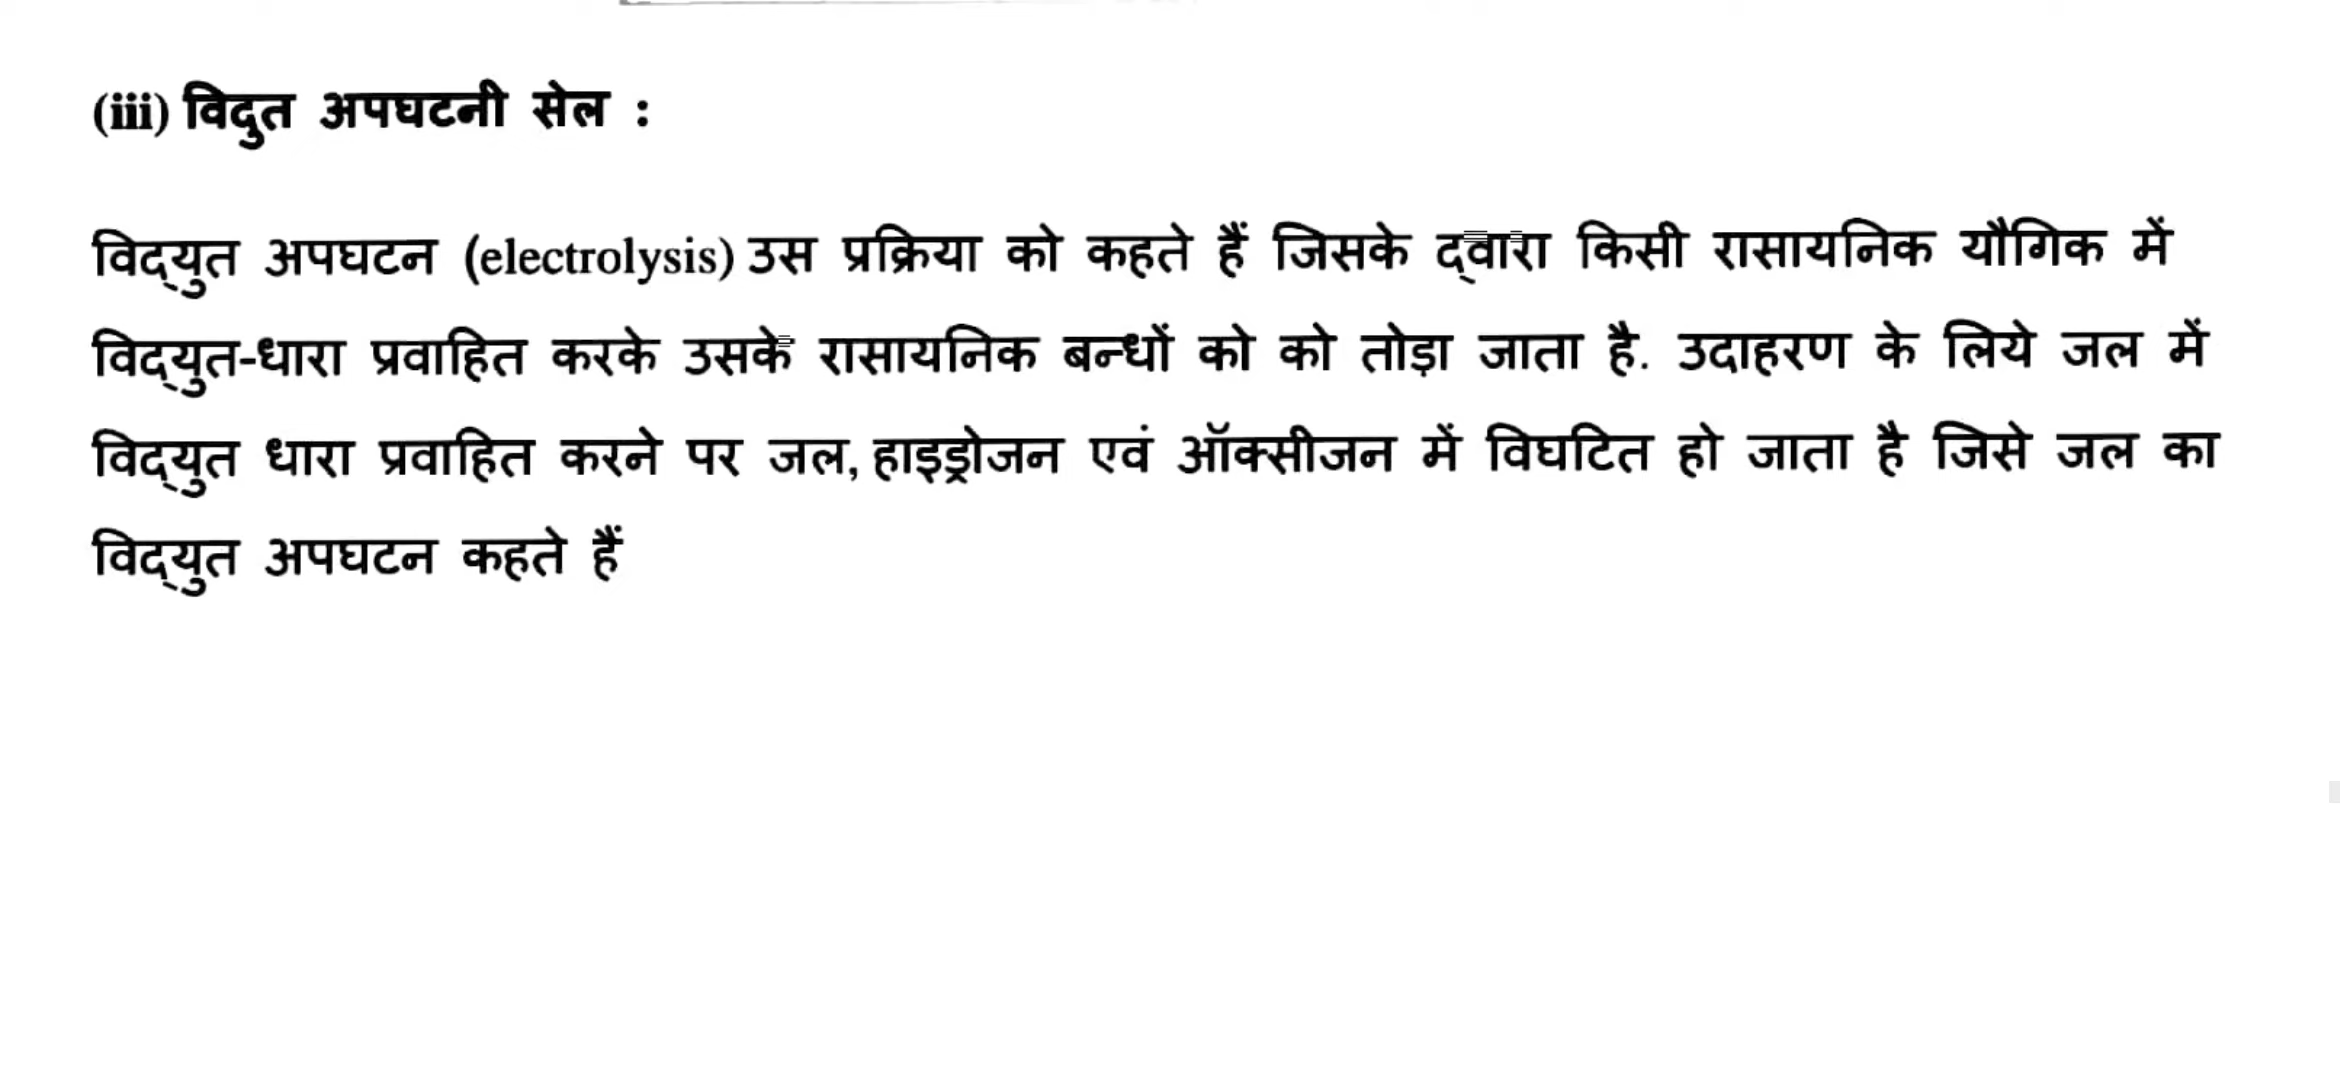 (iii) विदुत अपघटनी सेल :
विद्युत अपघटन (electrolysis) उस प्रक्रिया को कहते हैं जिसके द्वारा किसी रासायनिक यौगिक में
विद्युत-धारा प्रवाहित करके उसके रासायनिक बन्धों को को तोड़ा जाता है. उदाहरण के लिये जल में
विद्युत धारा प्रवाहित करने पर जल, हाइड्रोजन एवं ऑक्सीजन में विघटित हो जाता है जिसे जल का
विद्युत अपघटन कहते हैं